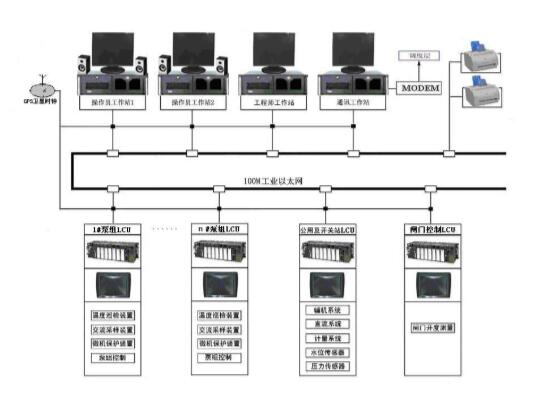 调度层
操作员工作站1
操作员工作站2
工程师工作站
通讯工作站
MODEM
GPS卫星时钟
100M工业以太网
1#泵组LCU
······
n#泵组LCU
公用及开关站LCU
闸门控制LCU
温度巡检装置
交流采样装置
微机保护装置
泵组控制
温度巡检装置
交流采样装置
微机保护装置
泵组控制
辅机系统
直流系统
计量系统
水位传感器
压力传感器
闸门开度测量